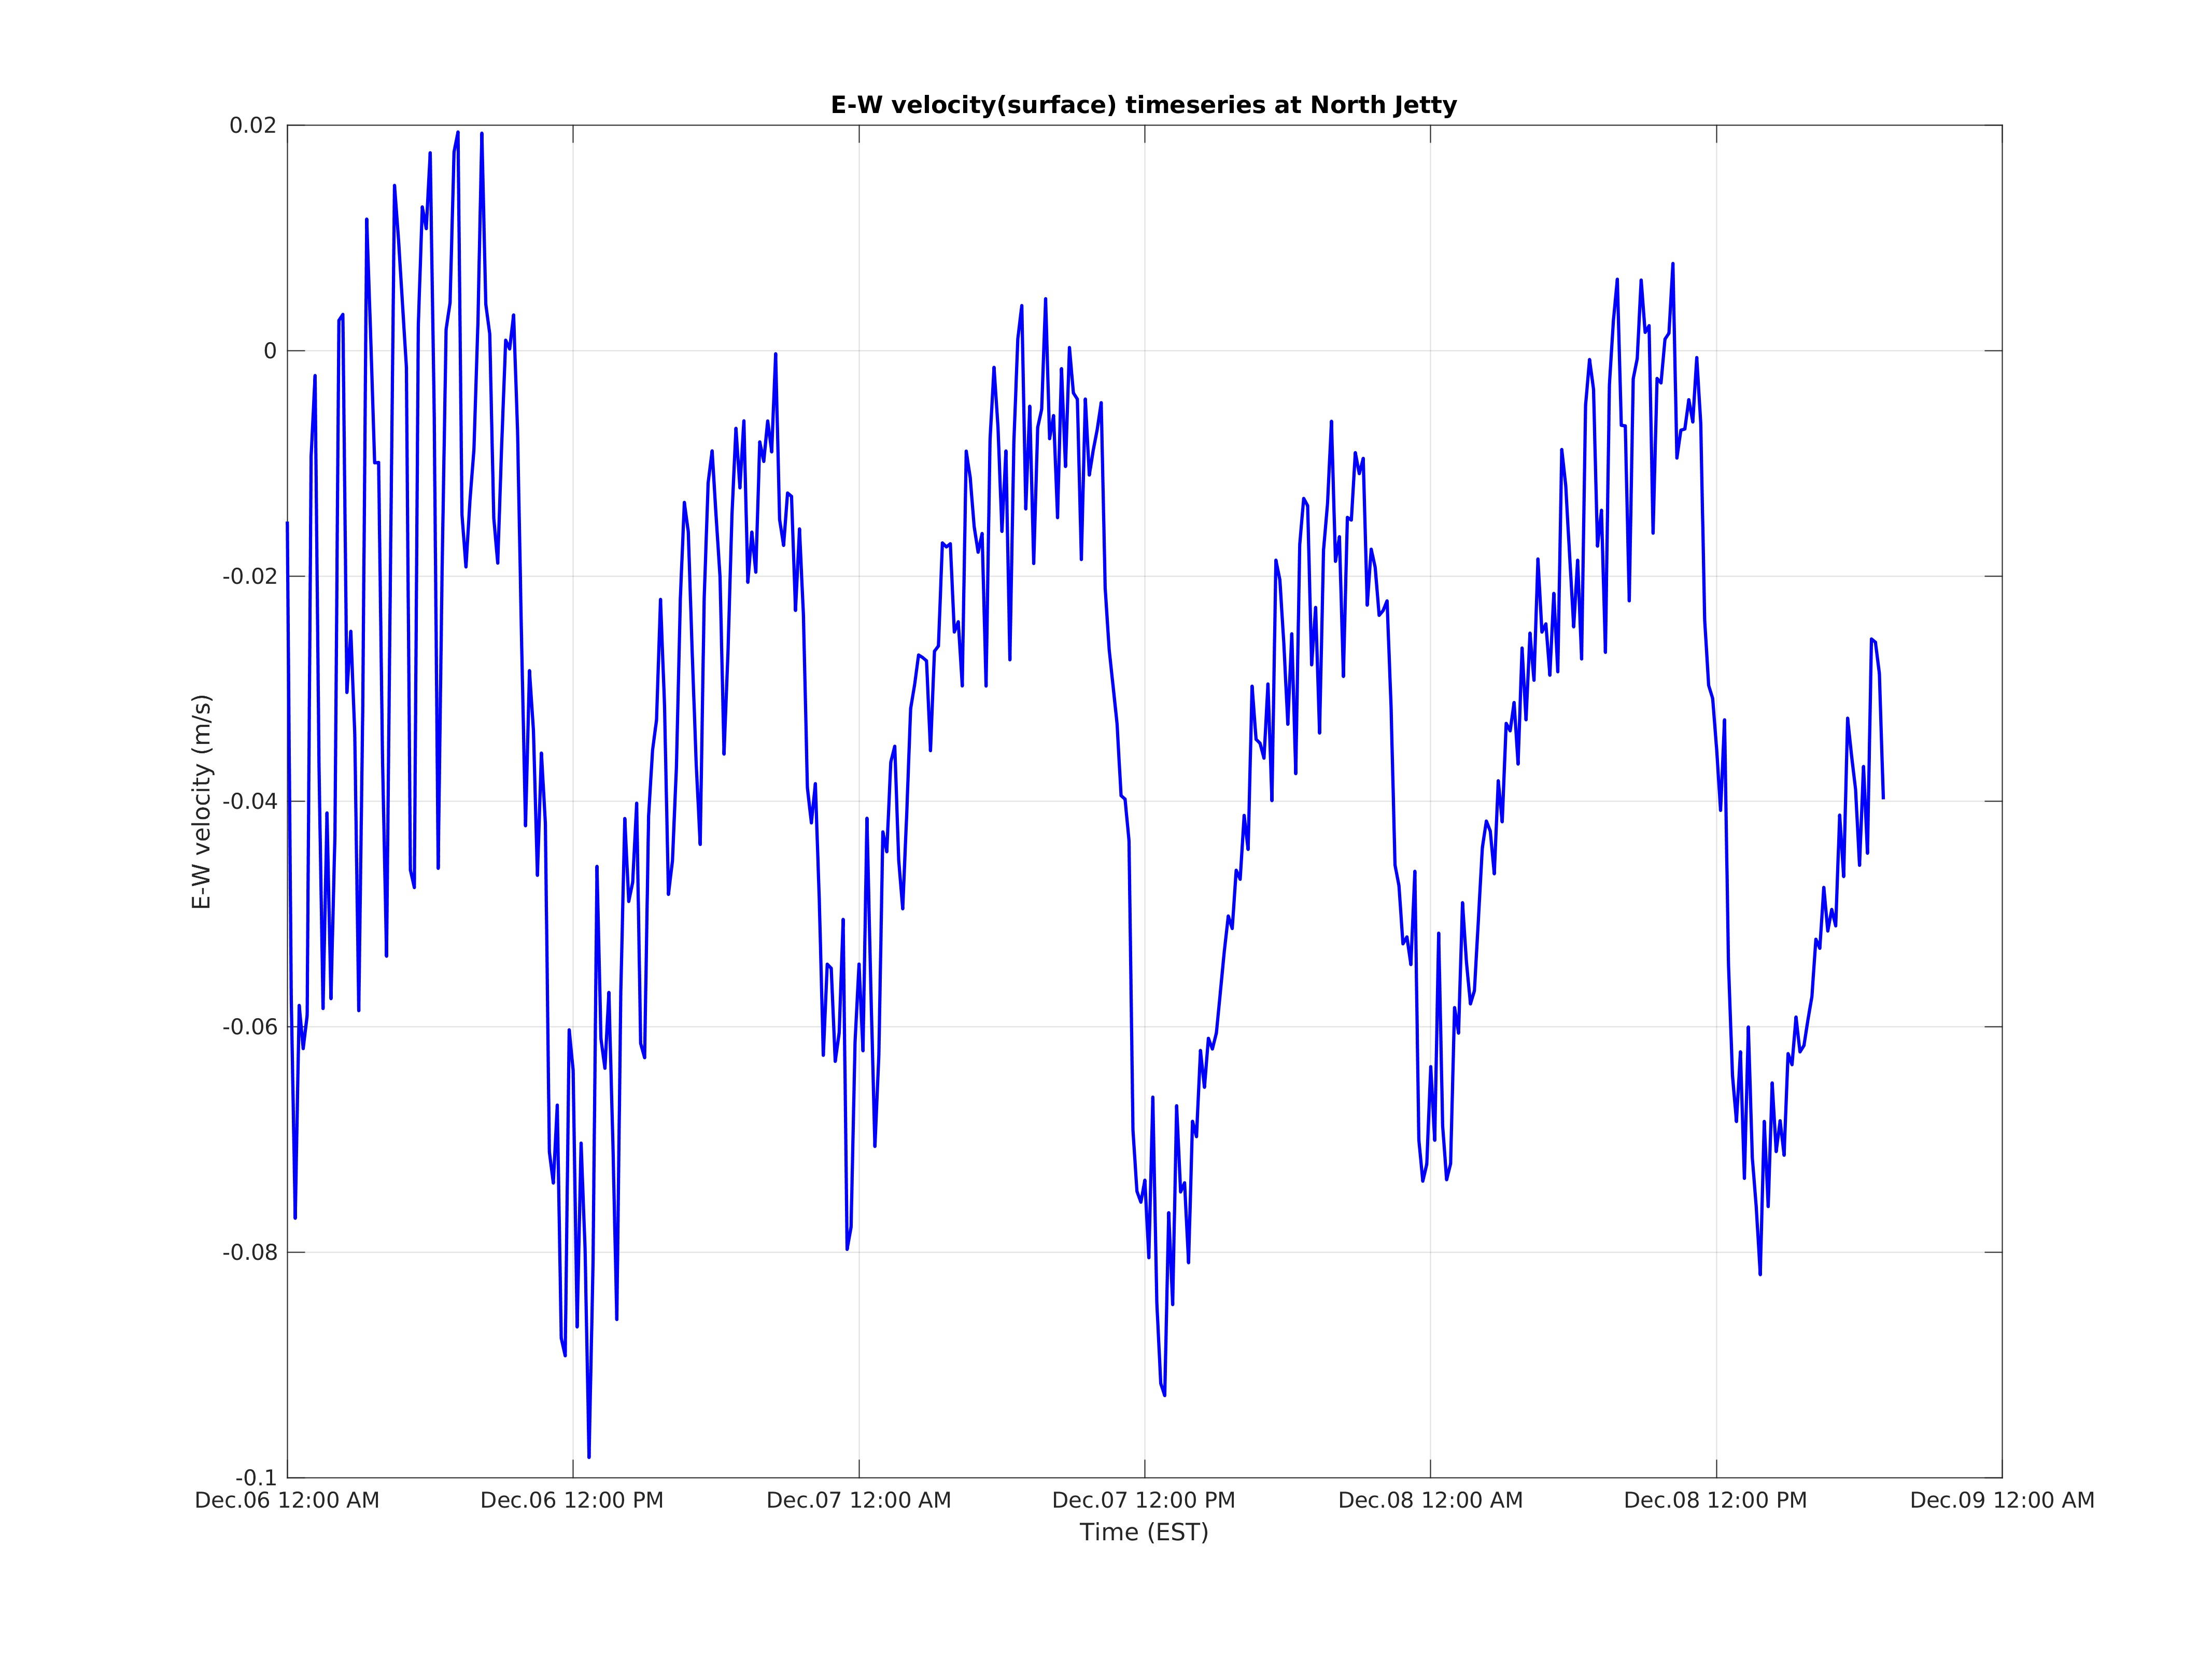 E-W velocity(surface) timeseries at North Jetty
0.02
0
-0.02
-0.04
-0.06
-0.08
-0.1
E-W velocity (m/s)
Dec.06 12:00 AM
Dec.06 12:00 PM
Dec.07 12:00 AM
Dec.07 12:00 PM
Dec.08 12:00 AM
Dec.08 12:00 PM
Dec.09 12:00 AM
Time (EST)